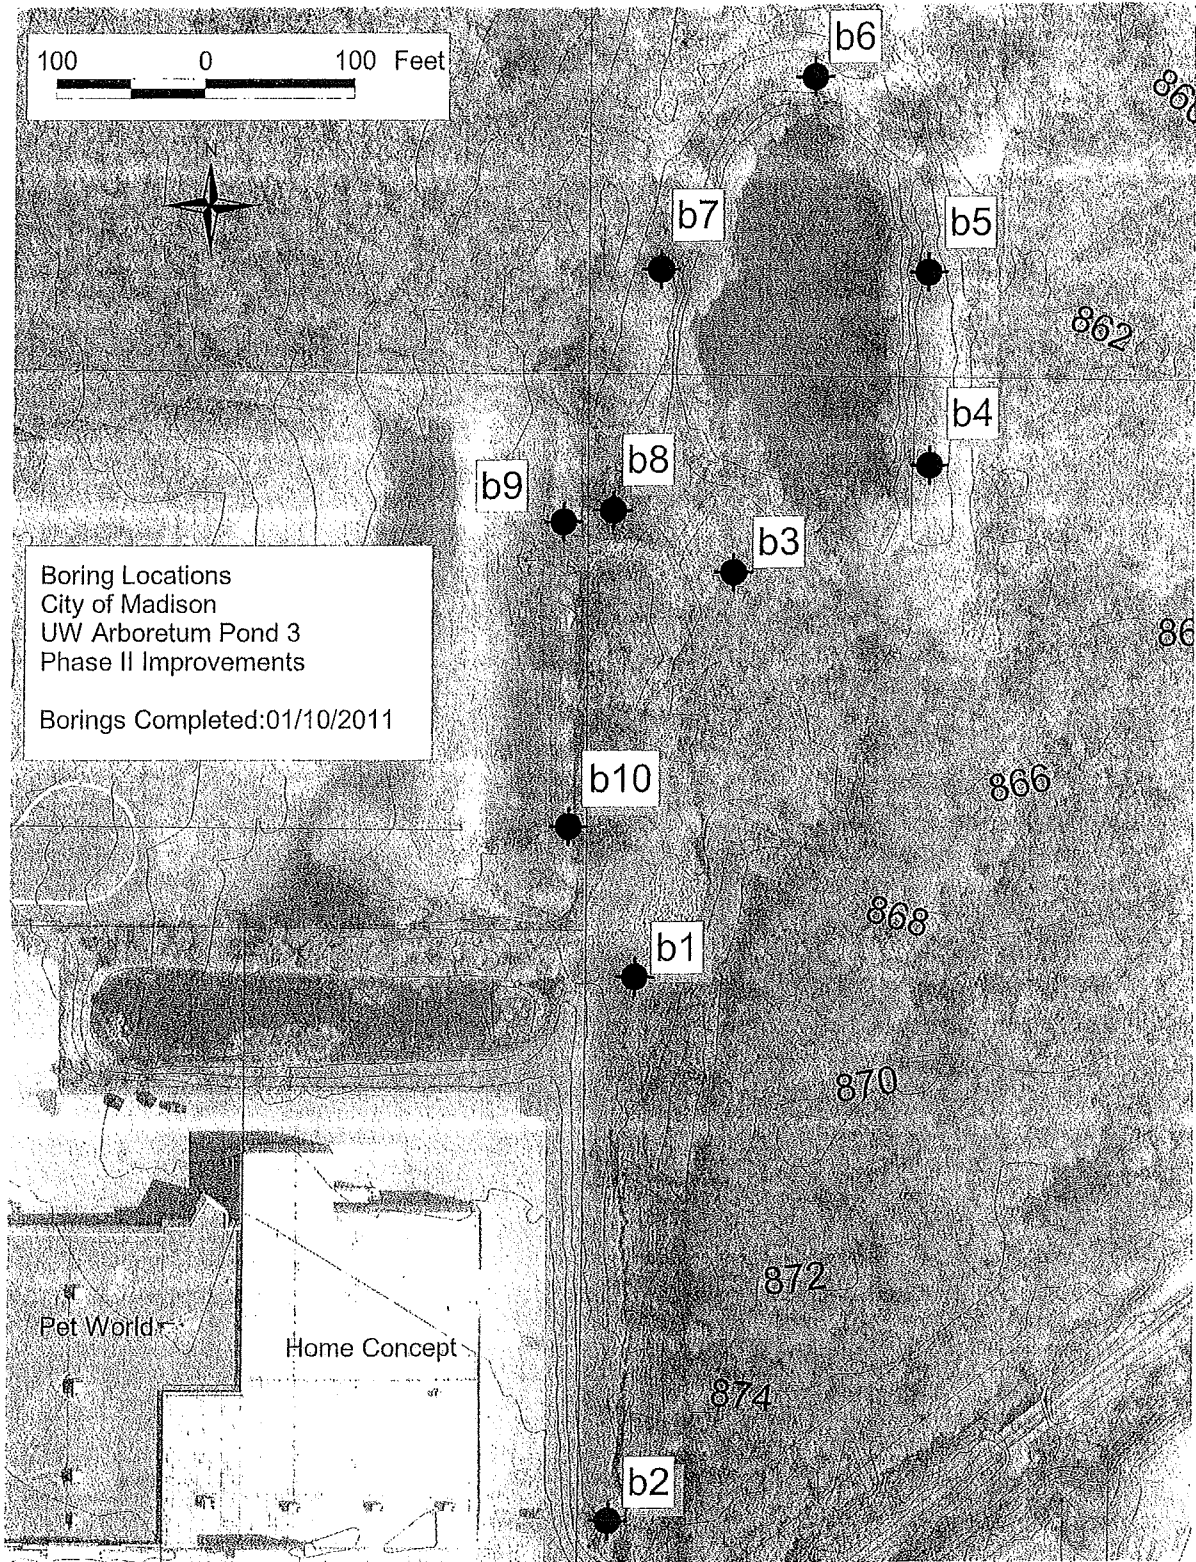 b6
100 0 100 Feet
N
b7
b5
862
b4
b8
b9
b3
Boring Locations
City of Madison
UW Arboretum Pond 3
Phase II Improvements
Borings Completed:01/10/2011
b10
866
868
b1
870
872
Pet World
Home Concept
874
b2